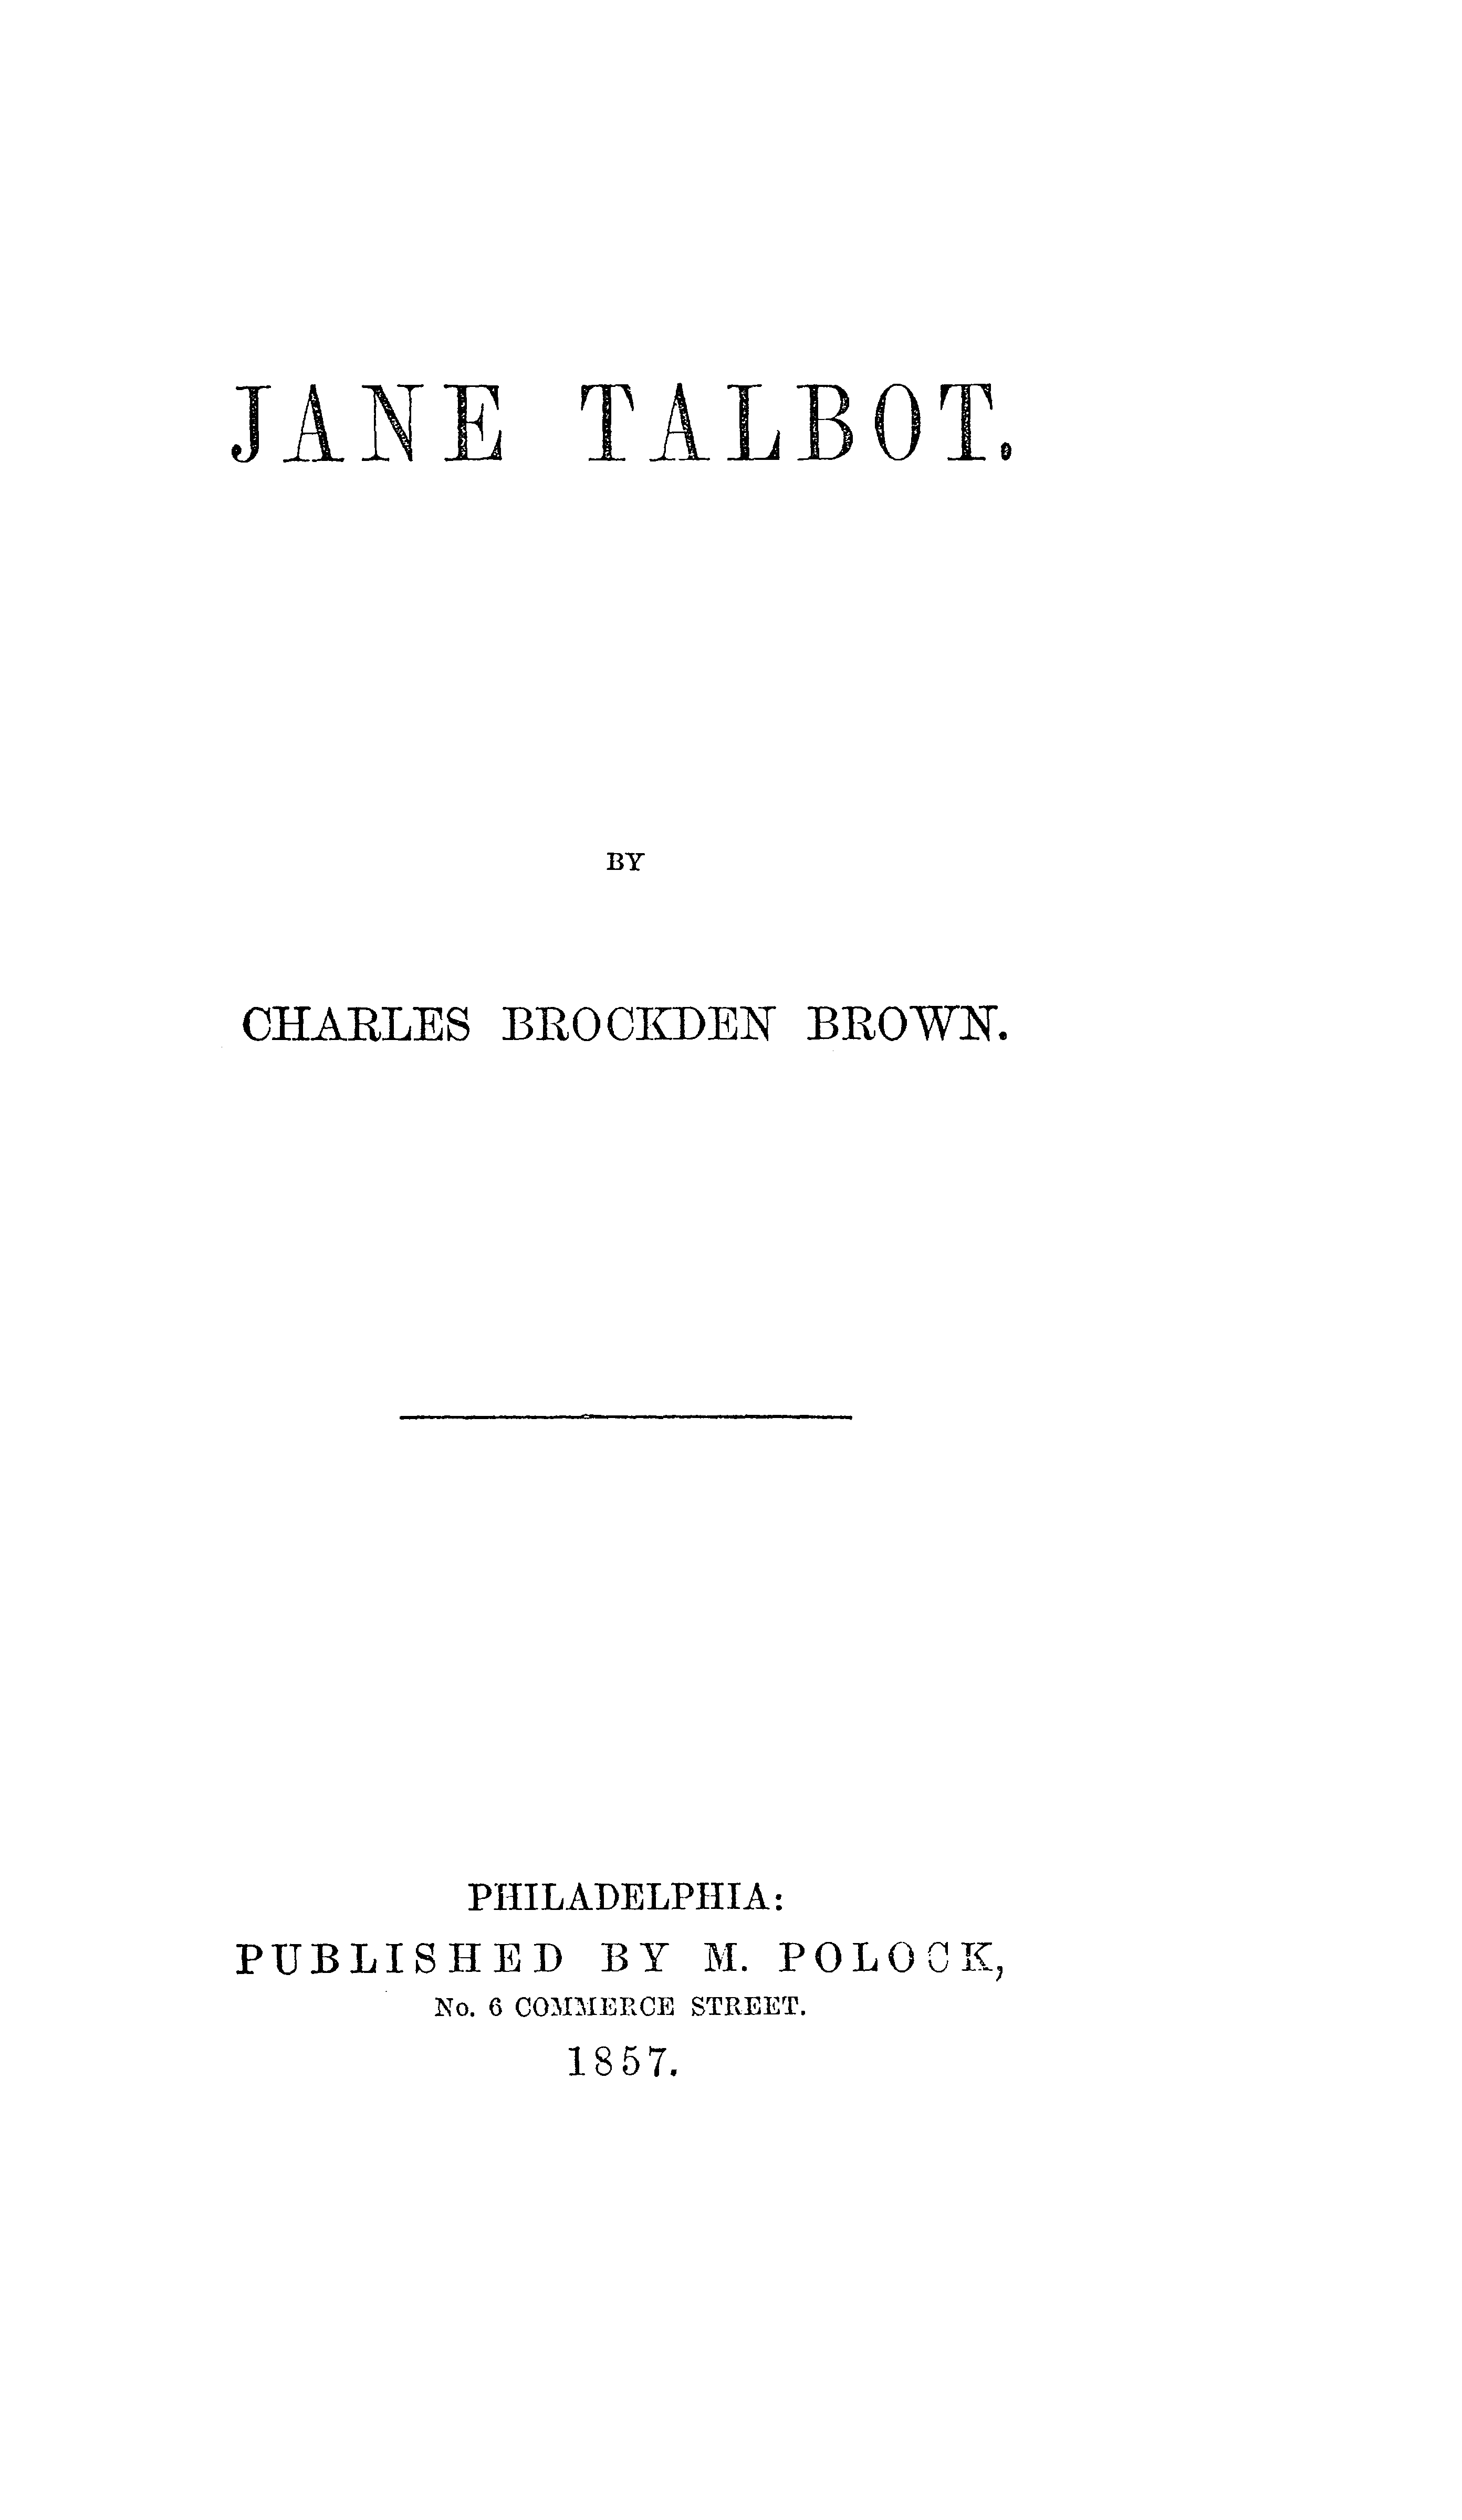 JANE TALBOT.
BY
CHARLES BROCKDEN BROWN.
PHILADELPHIA:
PUBLISHED BY M. POLOCK,
No. 6 COMMERCE STREET.
1857.